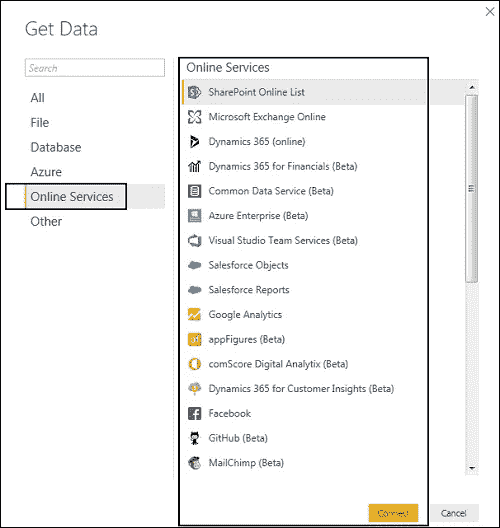 Get Data
Search
All
File
Database
Azure
Online Services
Other
Online Services
SharePoint Online List
Microsoft Exchange Online
Dynamics 365 (online)
Dynamics 365 for Financials (Beta)
Common Data Service (Beta)
Azure Enterprise (Beta)
Visual Studio Team Services (Beta)
Salesforce Objects
Salesforce Reports
Google Analytics
appFigures (Beta)
comScore Digital Analytix (Beta)
Dynamics 365 for Customer Insights (Beta)
Facebook
GitHub (Beta)
MailChimp (Beta)
Connect
Cancel